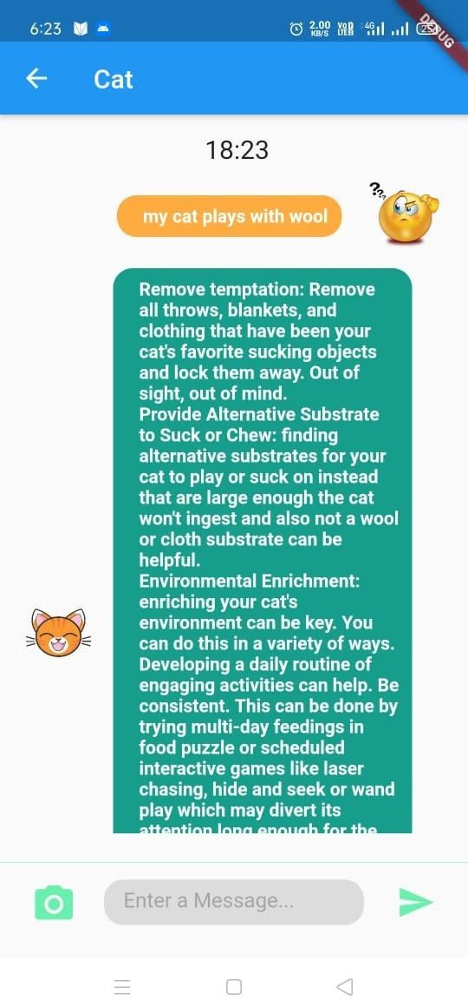 6:23
2.00
KB/S
4G
DEBUG
Cat
18:23
???
my cat plays with wool
Remove temptation: Remove
all throws, blankets, and
clothing that have been your
cat's favorite sucking objects
and lock them away. Out of
sight, out of mind.
Provide Alternative Substrate
to Suck or Chew: finding
alternative substrates for your
cat to play or suck on instead
that are large enough the cat
won't ingest and also not a wool
or cloth substrate can be
helpful.
Environmental Enrichment:
enriching your cat's
environment can be key. You
can do this in a variety of ways.
Developing a daily routine of
engaging activities can help. Be
consistent. This can be done by
trying multi-day feedings in
food puzzle or scheduled
interactive games like laser
chasing, hide and seek or wand
play which may divert its
attention long enough for the
Enter a Message...